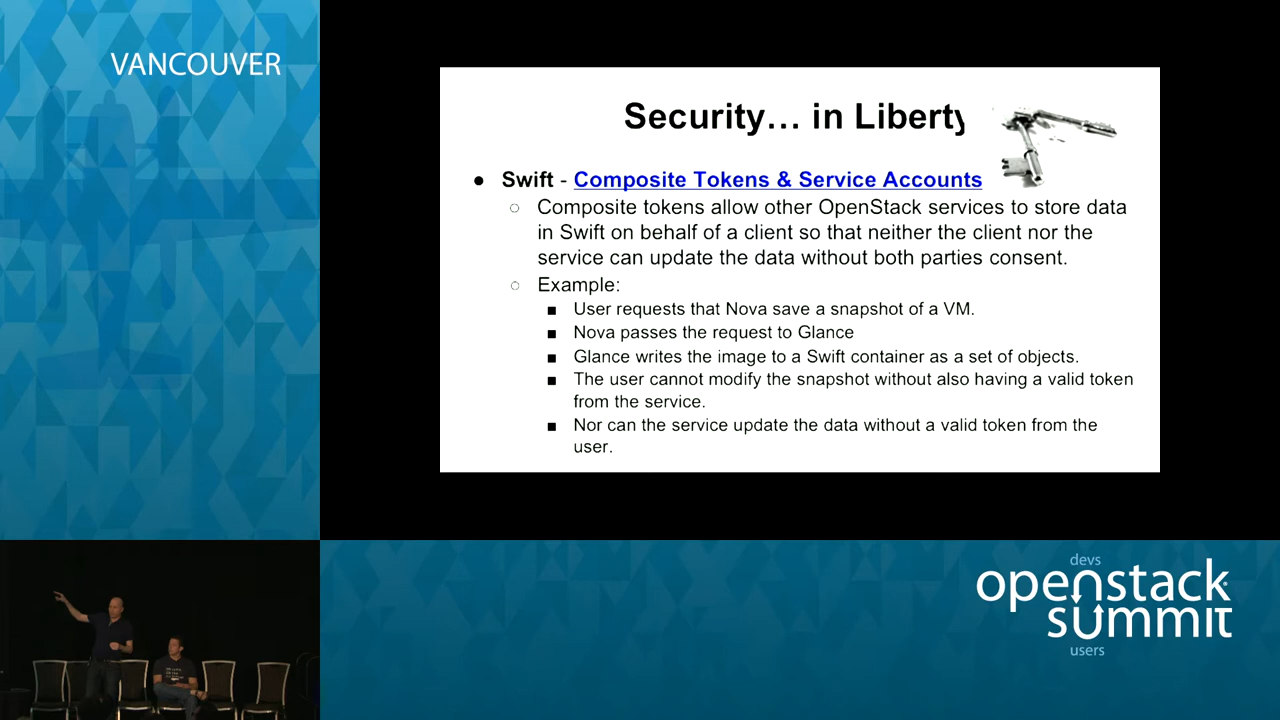 VANCOUVER
Security… in Liberty
● Swift - Composite Tokens & Service Accounts
○ Composite tokens allow other OpenStack services to store data
in Swift on behalf of a client so that neither the client nor the
service can update the data without both parties consent.
○ Example:
■ User requests that Nova save a snapshot of a VM.
■ Nova passes the request to Glance
■ Glance writes the image to a Swift container as a set of objects.
■ The user cannot modify the snapshot without also having a valid token
from the service.
■ Nor can the service update the data without a valid token from the
user.
devs
openstack
summit
users